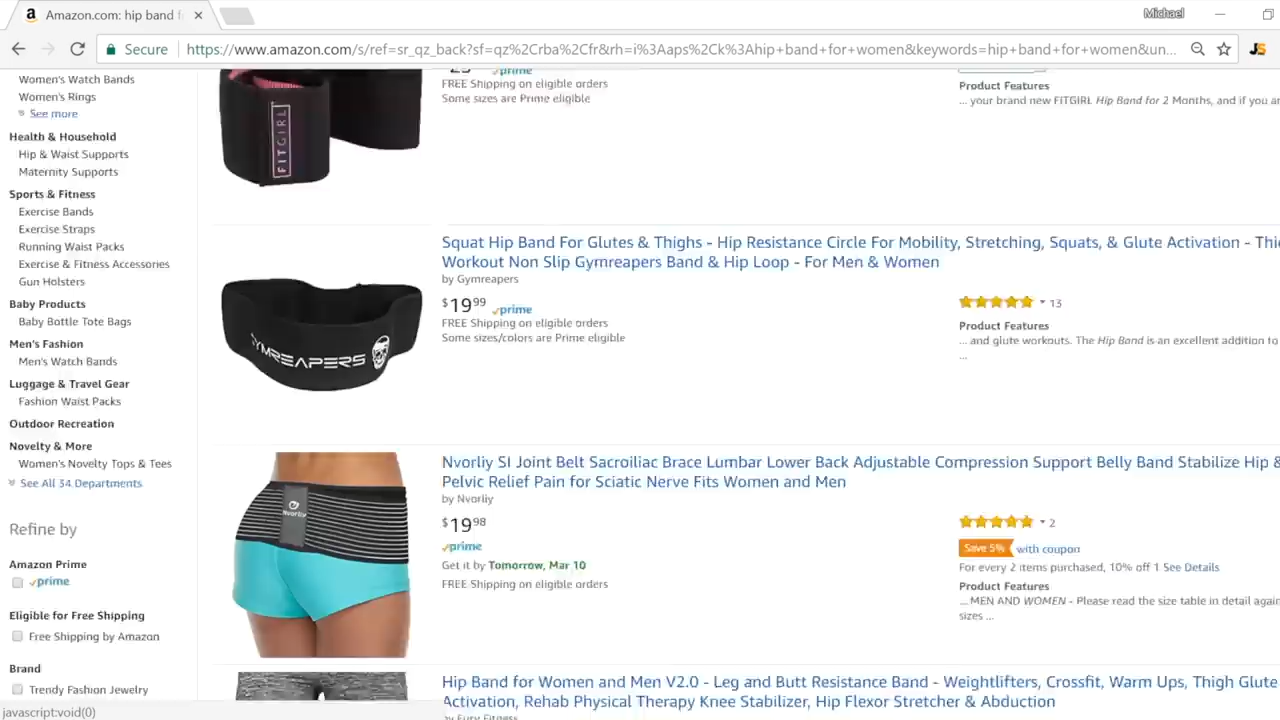 Amazon.com: hip band f
Michael
Secure
https://www.amazon.com/s/ref=sr_qz_back?sf=qz%2Crba%2Cfr&rh=i%3Aaps%2Ck%3Ahip+band+for+women&keywords=hip+band+for+women&un...
Women's Watch Bands
Women's Rings
See more
Health & Household
Hip & Waist Supports
Maternity Supports
Sports & Fitness
Exercise Bands
Exercise Straps
Running Waist Packs
Exercise & Fitness Accessories
Gun Holsters
Baby Products
Baby Bottle Tote Bags
Men's Fashion
Men's Watch Bands
Luggage & Travel Gear
Fashion Waist Packs
Outdoor Recreation
Novelty & More
Women's Novelty Tops & Tees
See All 34 Departments
Refine by
Amazon Prime
prime
Eligible for Free Shipping
Free Shipping by Amazon
Brand
Trendy Fashion Jewelry
javascript:void(0)
FITGIRL
prime
FREE Shipping on eligible orders
Some sizes are Prime eligible
Product Features
... your brand new FITGIRL Hip Band for 2 Months, and if you ar
GYMREAPERS
Squat Hip Band For Glutes & Thighs - Hip Resistance Circle For Mobility, Stretching, Squats, & Glute Activation - Thi
Workout Non Slip Gymreapers Band & Hip Loop - For Men & Women
by Gymreapers
$19 99 prime
FREE Shipping on eligible orders
Some sizes/colors are Prime eligible
13
Product Features
... and glute workouts. The Hip Band is an excellent addition to
...
Nvorliy
Nvorliy SI Joint Belt Sacroiliac Brace Lumbar Lower Back Adjustable Compression Support Belly Band Stabilize Hip &
Pelvic Relief Pain for Sciatic Nerve Fits Women and Men
by Nvorliy
$19 98
prime
Get it by Tomorrow, Mar 10
FREE Shipping on eligible orders
2
Save 5% with coupon
For every 2 items purchased, 10% off 1 See Details
Product Features
... MEN AND WOMEN - Please read the size table in detail again
sizes ...
Hip Band for Women and Men V2.0 - Leg and Butt Resistance Band - Weightlifters, Crossfit, Warm Ups, Thigh Glute
Activation, Rehab Physical Therapy Knee Stabilizer, Hip Flexor Stretcher & Abduction
by Fury Fitness